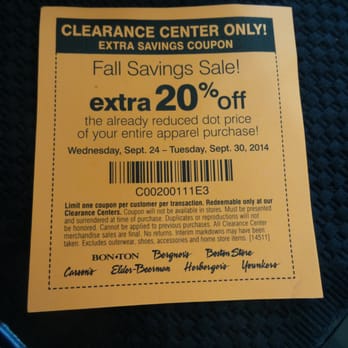 CLEARANCE CENTER ONLY!
EXTRA SAVINGS COUPON
Fall Savings Sale!
extra 20% off
the already reduced dot price
of your entire apparel purchase!
Wednesday, Sept. 24 – Tuesday, Sept. 30, 2014
C00200111E3
Limit one coupon per customer per transaction. Redeemable only at our
Clearance Centers. Coupon will not be available in stores. Must be presented
and surrendered at time of purchase. Duplicates or reproductions will not
be honored. Cannot be applied to previous purchases. All Clearance Center
merchandise sales are final. No returns. Interim markdowns may have been
taken. Excludes outerwear, shoes, accessories and home store items. [14511]
BON•TON Bergner's Boston Store
Carson's Elder-Beerman Herberger's Younkers